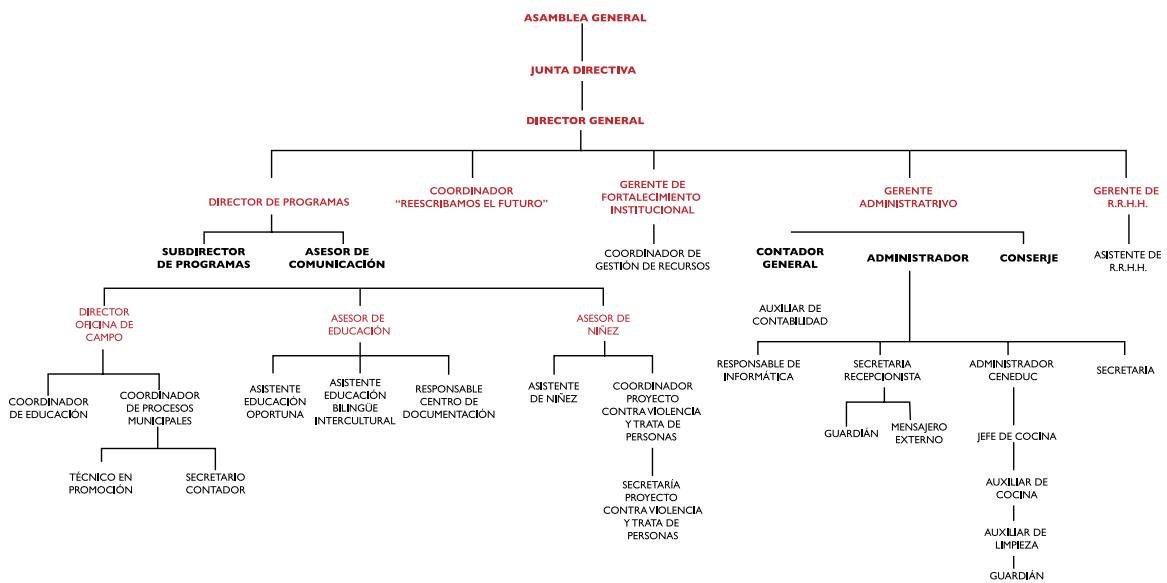 ASAMBLEA GENERAL
JUNTA DIRECTIVA
DIRECTOR GENERAL
DIRECTOR DE PROGRAMAS
COORDINADOR
“REESCRIBAMOS EL FUTURO”
GERENTE DE
FORTALECIMIENTO
INSTITUCIONAL
GERENTE
ADMINISTRATRIVO
GERENTE DE
R.R.H.H.
SUBDIRECTOR
DE PROGRAMAS
ASESOR DE
COMUNICACIÓN
COORDINADOR DE
GESTIÓN DE RECURSOS
CONTADOR
GENERAL
ADMINISTRADOR
CONSERJE
ASISTENTE DE
R.R.H.H.
DIRECTOR
OFICINA DE
CAMPO
ASESOR DE
EDUCACIÓN
ASESOR DE
NIÑEZ
AUXILIAR DE
CONTABILIDAD
COORDINADOR
DE EDUCACIÓN
COORDINADOR
DE PROCESOS
MUNICIPALES
ASISTENTE
EDUCACIÓN
OPORTUNA
ASISTENTE
EDUCACIÓN
BILINGÜE
INTERCULTURAL
RESPONSABLE
CENTRO DE
DOCUMENTACIÓN
ASISTENTE
DE NIÑEZ
COORDINADOR
PROYECTO
CONTRA VIOLENCIA
Y TRATA DE
PERSONAS
RESPONSABLE DE
INFORMÁTICA
SECRETARIA
RECEPCIONISTA
ADMINISTRADOR
CENEDUC
SECRETARIA
GUARDIÁN
MENSAJERO
EXTERNO
JEFE DE COCINA
TÉCNICO EN
PROMOCIÓN
SECRETARIO
CONTADOR
SECRETARÍA
PROYECTO
CONTRA VIOLENCIA
Y TRATA DE
PERSONAS
AUXILIAR DE
COCINA
AUXILIAR DE
LIMPIEZA
GUARDIÁN